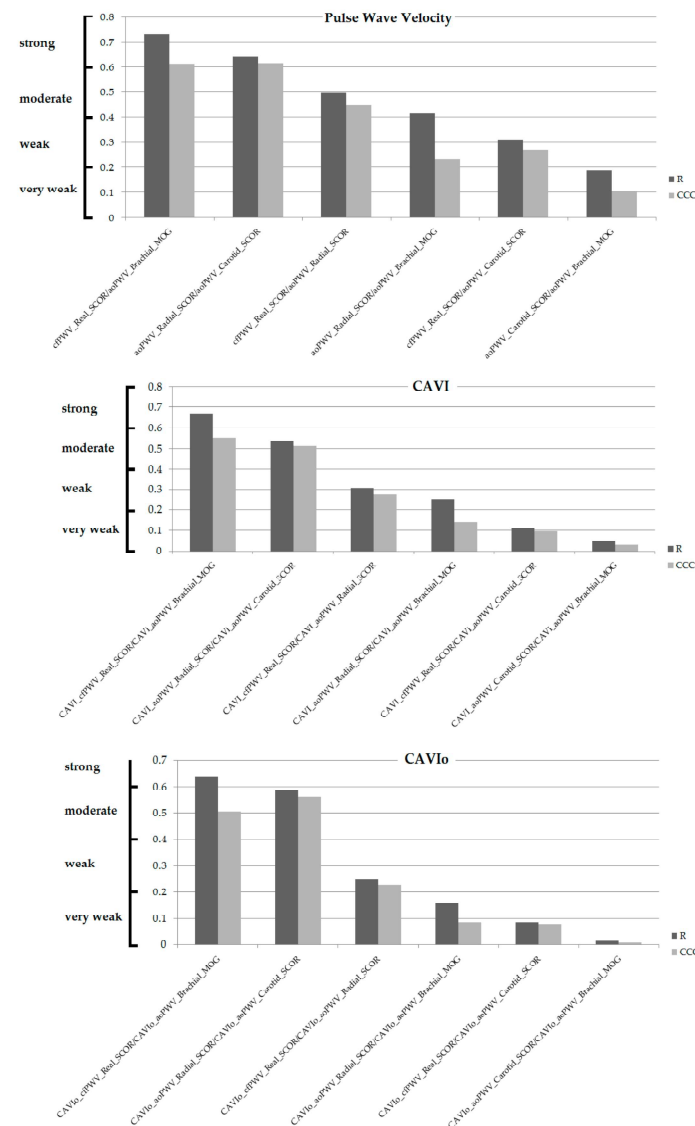 Pulse Wave Velocity
0.8
strong
0.7
0.6
moderate
0.5
0.4
weak
0.3
0.2
very weak
0.1
0
R
CCC
cfPWV_Real_SCOR/aoPWV_Brachial_MOG
aoPWV_Radial_SCOR/aoPWV_Carotid_SCOR
cfPWV_Real_SCOR/aoPWV_Radial_SCOR
aoPWV_Radial_SCOR/aoPWV_Brachial_MOG
cfPWV_Real_SCOR/aoPWV_Carotid_SCOR
aoPWV_Carotid_SCOR/aoPWV_Brachial_MOG
CAVI
0.8
strong
0.7
0.6
moderate
0.5
0.4
weak
0.3
0.2
very weak
0.1
0
R
CCC
CAVI_cfPWV_Real_SCOR/CAVI_aoPWV_Brachial_MOG
CAVI_aoPWV_Radial_SCOR/CAVI_aoPWV_Carotid_SCOR
CAVI_cfPWV_Real_SCOR/CAVI_aoPWV_Radial_SCOR
CAVI_aoPWV_Radial_SCOR/CAVI_aoPWV_Brachial_MOG
CAVI_cfPWV_Real_SCOR/CAVI_aoPWV_Carotid_SCOR
CAVI_aoPWV_Carotid_SCOR/CAVI_aoPWV_Brachial_MOG
CAVIo
0.7
strong
0.6
moderate
0.5
0.4
weak
0.3
0.2
very weak
0.1
0
R
CCC
CAVIo_cfPWV_Real_SCOR/CAVIo_aoPWV_Brachial_MOG
CAVIo_aoPWV_Radial_SCOR/CAVIo_aoPWV_Carotid_SCOR
CAVIo_cfPWV_Real_SCOR/CAVIo_aoPWV_Radial_SCOR
CAVIo_aoPWV_Radial_SCOR/CAVIo_aoPWV_Brachial_MOG
CAVIo_cfPWV_Real_SCOR/CAVIo_aoPWV_Carotid_SCOR
CAVIo_aoPWV_Carotid_SCOR/CAVIo_aoPWV_Brachial_MOG